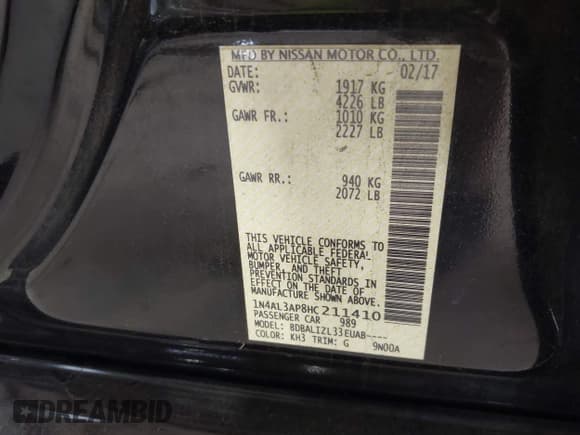 MFD BY NISSAN MOTOR CO., LTD.
DATE: 02/17
GVWR: 1917 KG
4226 LB
GAWR FR.: 1010 KG
2227 LB
GAWR RR.: 940 KG
2072 LB
THIS VEHICLE CONFORMS TO
ALL APPLICABLE FEDERAL
MOTOR VEHICLE SAFETY,
BUMPER, AND THEFT
PREVENTION STANDARDS IN
EFFECT ON THE DATE OF
MANUFACTURE SHOWN ABOVE.
1N4AL3AP8HC211410
PASSENGER CAR 989
MODEL: BDBALIZL33EUAB----
COLOR: KH3 TRIM: G 9N00A
DREAMBID